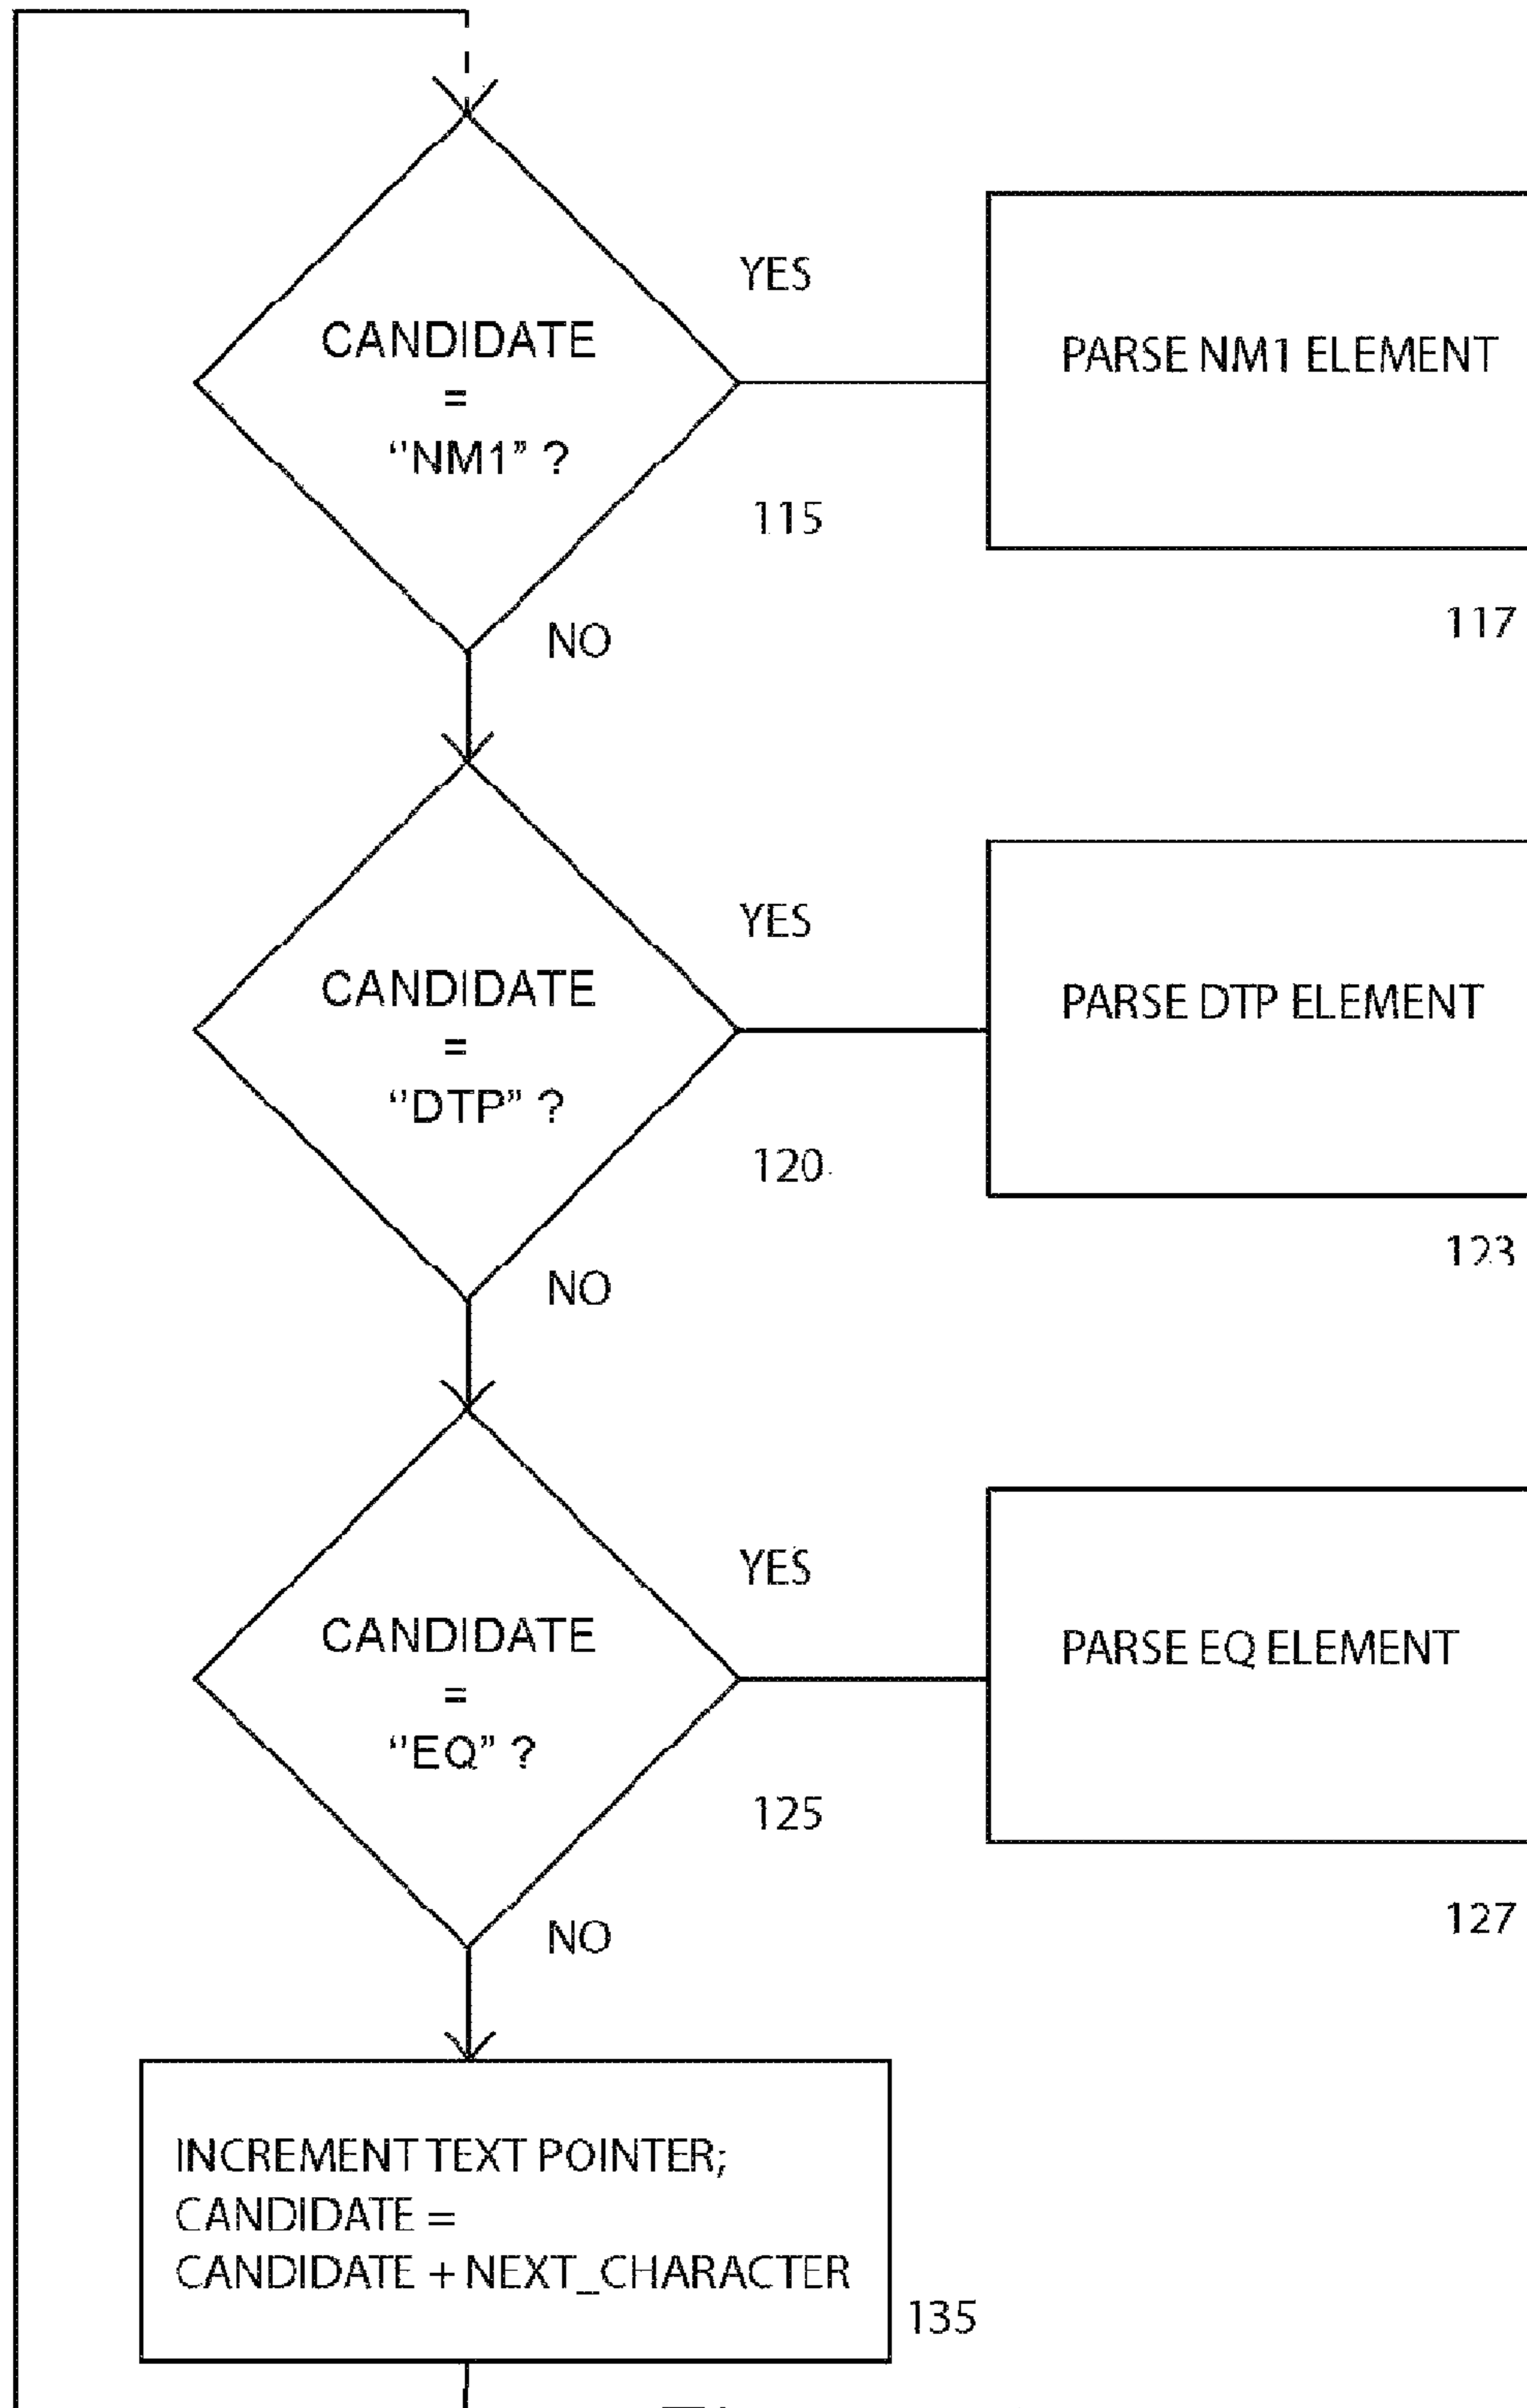 YES
CANDIDATE
=
‘'NM1” ?
PARSE NM1 ELEMENT
115
117
NO
YES
CANDIDATE
=
‘'DTP” ?
PARSE DTP ELEMENT
120
123
NO
YES
CANDIDATE
=
‘'EQ” ?
PARSE EQ ELEMENT
125
127
NO
INCREMENT TEXT POINTER;
CANDIDATE =
CANDIDATE + NEXT_CHARACTER
135